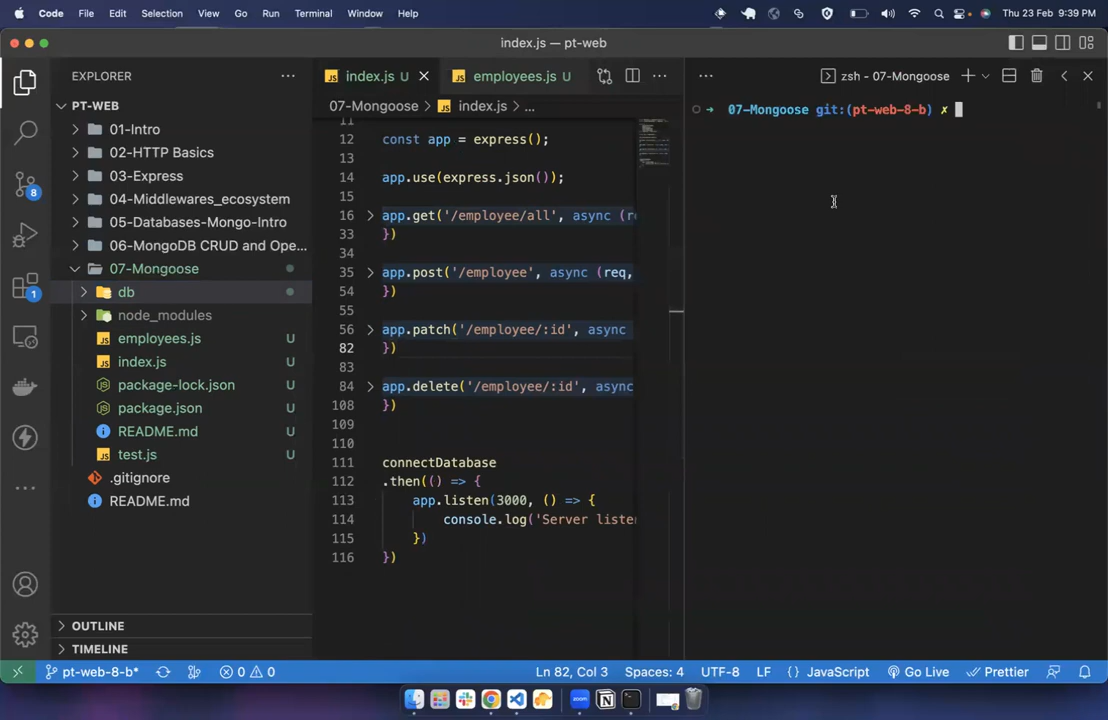 Code File Edit Selection View Go Run Terminal Window Help Thu 23 Feb 9:39 PM
index.js — pt-web
EXPLORER
PT-WEB
01-Intro
02-HTTP Basics
03-Express
04-Middlewares_ecosystem
05-Databases-Mongo-Intro
06-MongoDB CRUD and Ope...
07-Mongoose
db
node_modules
employees.js U
index.js U
package-lock.json U
package.json U
README.md U
test.js U
.gitignore
README.md
OUTLINE
TIMELINE
8
1
index.js U employees.js U
07-Mongoose > index.js > ...
11
12 const app = express();
13
14 app.use(express.json());
15
16 app.get('/employee/all', async (re
33 })
34
35 app.post('/employee', async (req,
54 })
55
56 app.patch('/employee/:id', async
82 })
83
84 app.delete('/employee/:id', async
108 })
109
110
111 connectDatabase
112 .then(() => {
113 app.listen(3000, () => {
114 console.log('Server listen
115 })
116 })
zsh - 07-Mongoose
→ 07-Mongoose git:(pt-web-8-b) ✗
pt-web-8-b* 0 0 Ln 82, Col 3 Spaces: 4 UTF-8 LF {} JavaScript Go Live Prettier
zoom